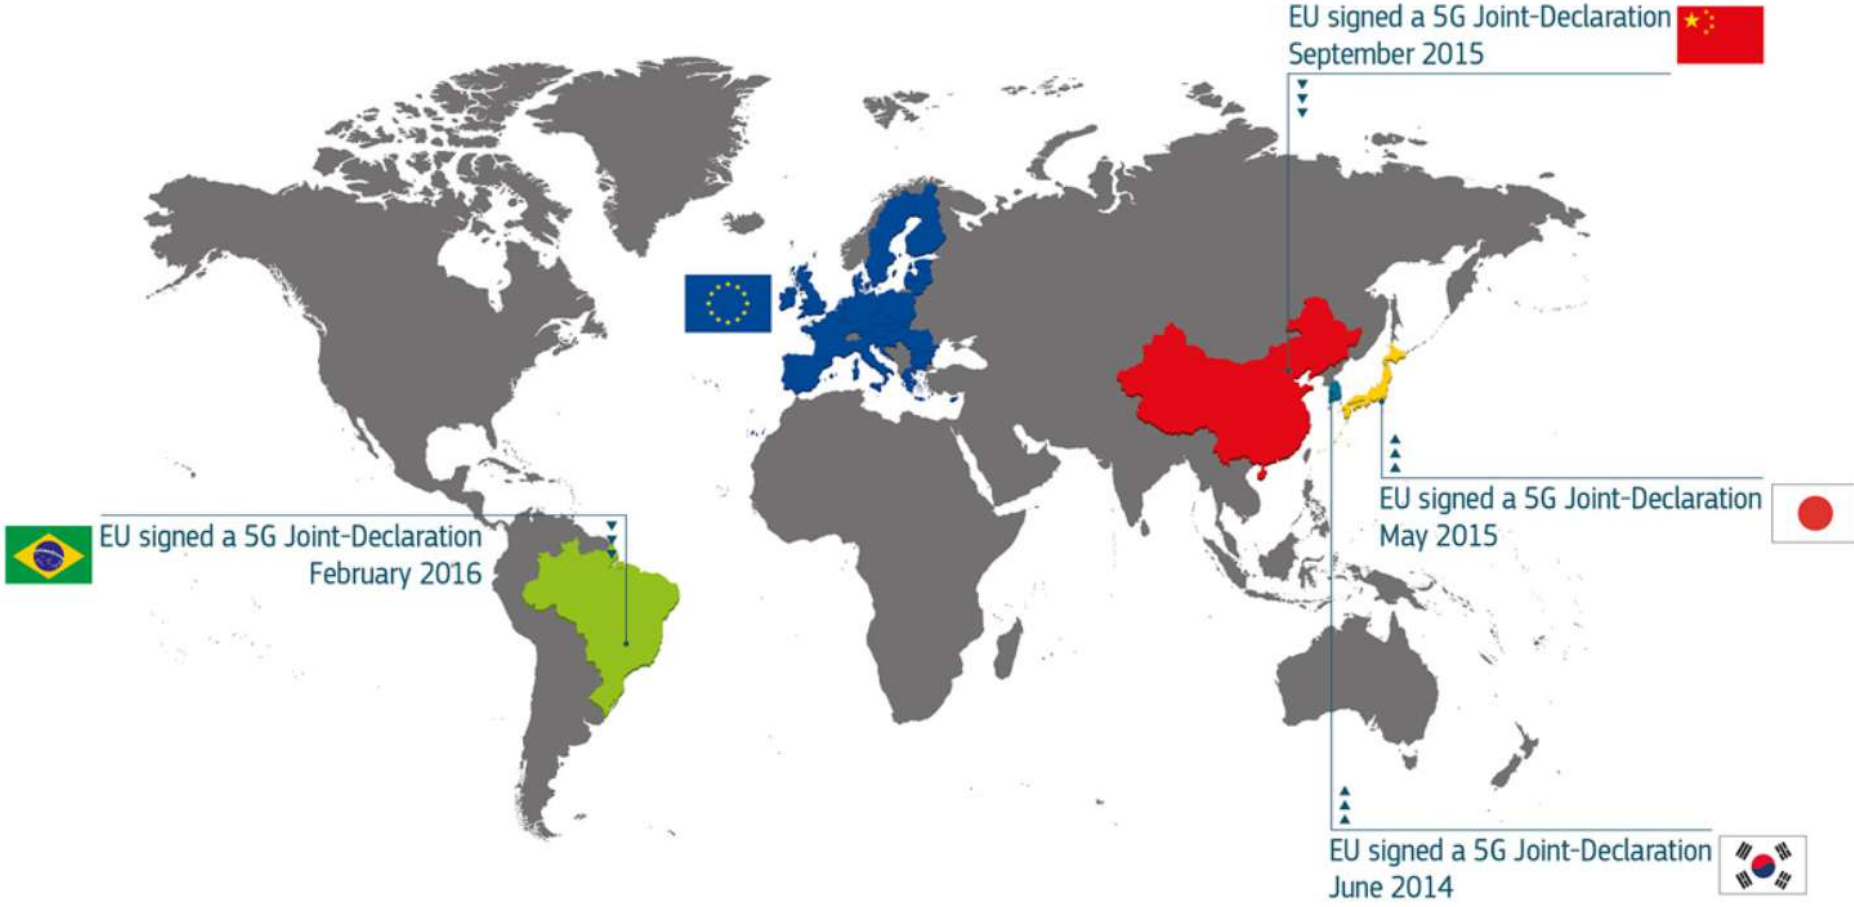 EU signed a 5G Joint-Declaration
September 2015
EU signed a 5G Joint-Declaration
May 2015
EU signed a 5G Joint-Declaration
February 2016
EU signed a 5G Joint-Declaration
June 2014